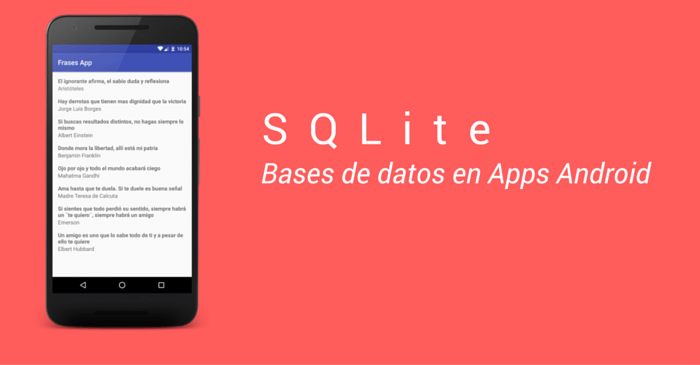 10:54
Frases App
El ignorante afirma, el sabio duda y reflexiona
Aristóteles
Hay derrotas que tienen mas dignidad que la victoria
Jorge Luis Borges
Si buscas resultados distintos, no hagas siempre lo
mismo
Albert Einstein
Donde mora la libertad, allí está mi patria
Benjamin Franklin
Ojo por ojo y todo el mundo acabará ciego
Mahatma Gandhi
Ama hasta que te duela. Si te duele es buena señal
Madre Teresa de Calcuta
Si sientes que todo perdió su sentido, siempre habrá
un ¨te quiero¨, siempre habrá un amigo
Emerson
Un amigo es uno que lo sabe todo de ti y a pesar de
ello te quiere
Elbert Hubbard
SQLite
Bases de datos en Apps Android